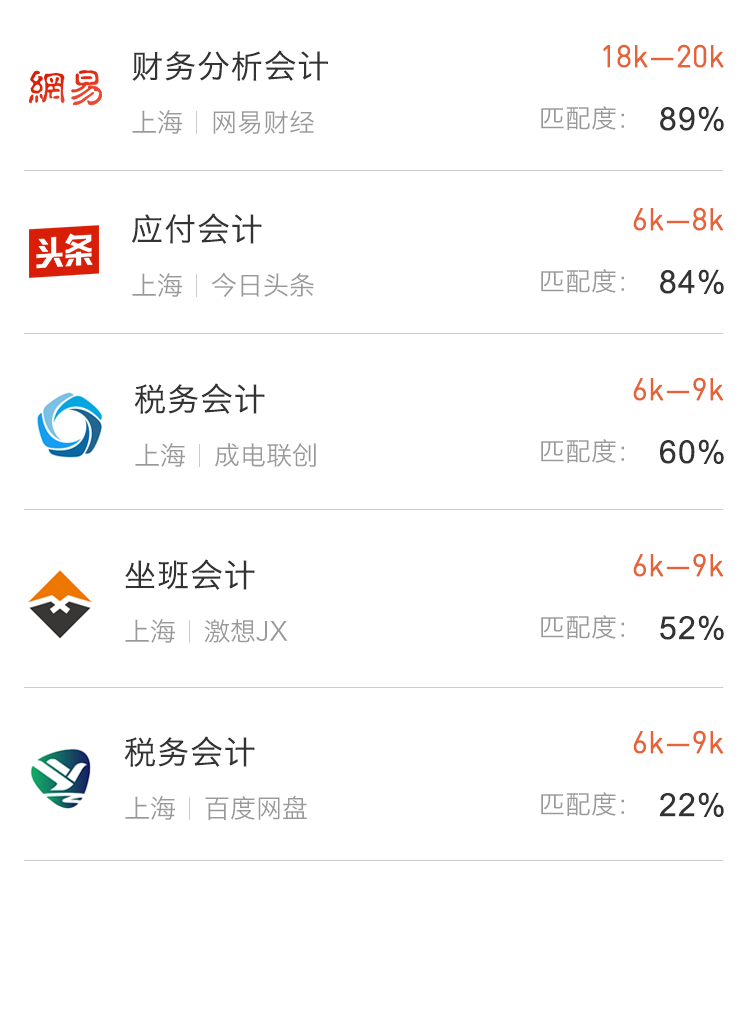 網易
财务分析会计
18k—20k
上海 | 网易财经
匹配度： 89%
头条
应付会计
6k—8k
上海 | 今日头条
匹配度： 84%
税务会计
6k—9k
上海 | 成电联创
匹配度： 60%
坐班会计
6k—9k
上海 | 激想JX
匹配度： 52%
税务会计
6k—9k
上海 | 百度网盘
匹配度： 22%